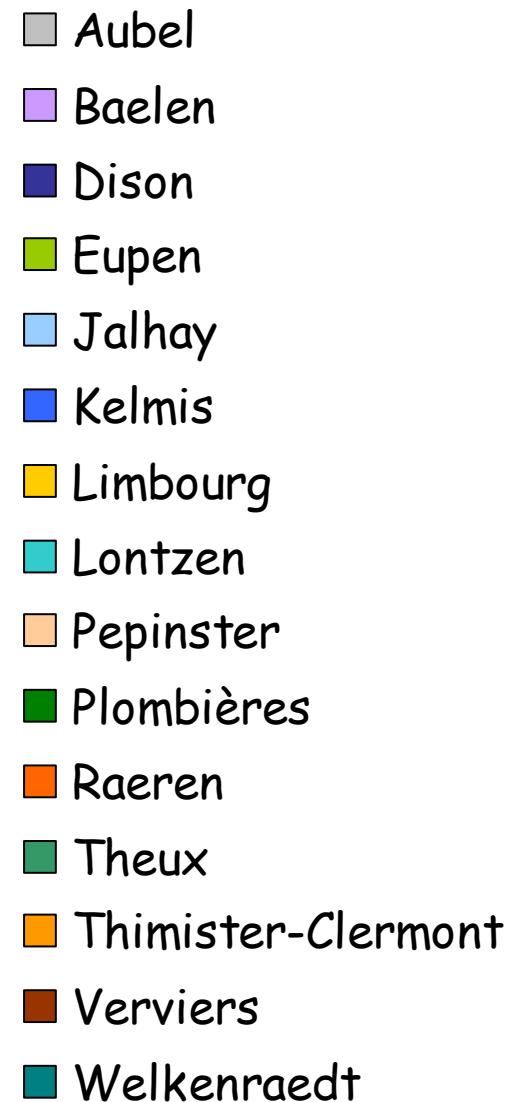 Aubel
Baelen
Dison
Eupen
Jalhay
Kelmis
Limbourg
Lontzen
Pepinster
Plombières
Raeren
Theux
Thimister-Clermont
Verviers
Welkenraedt